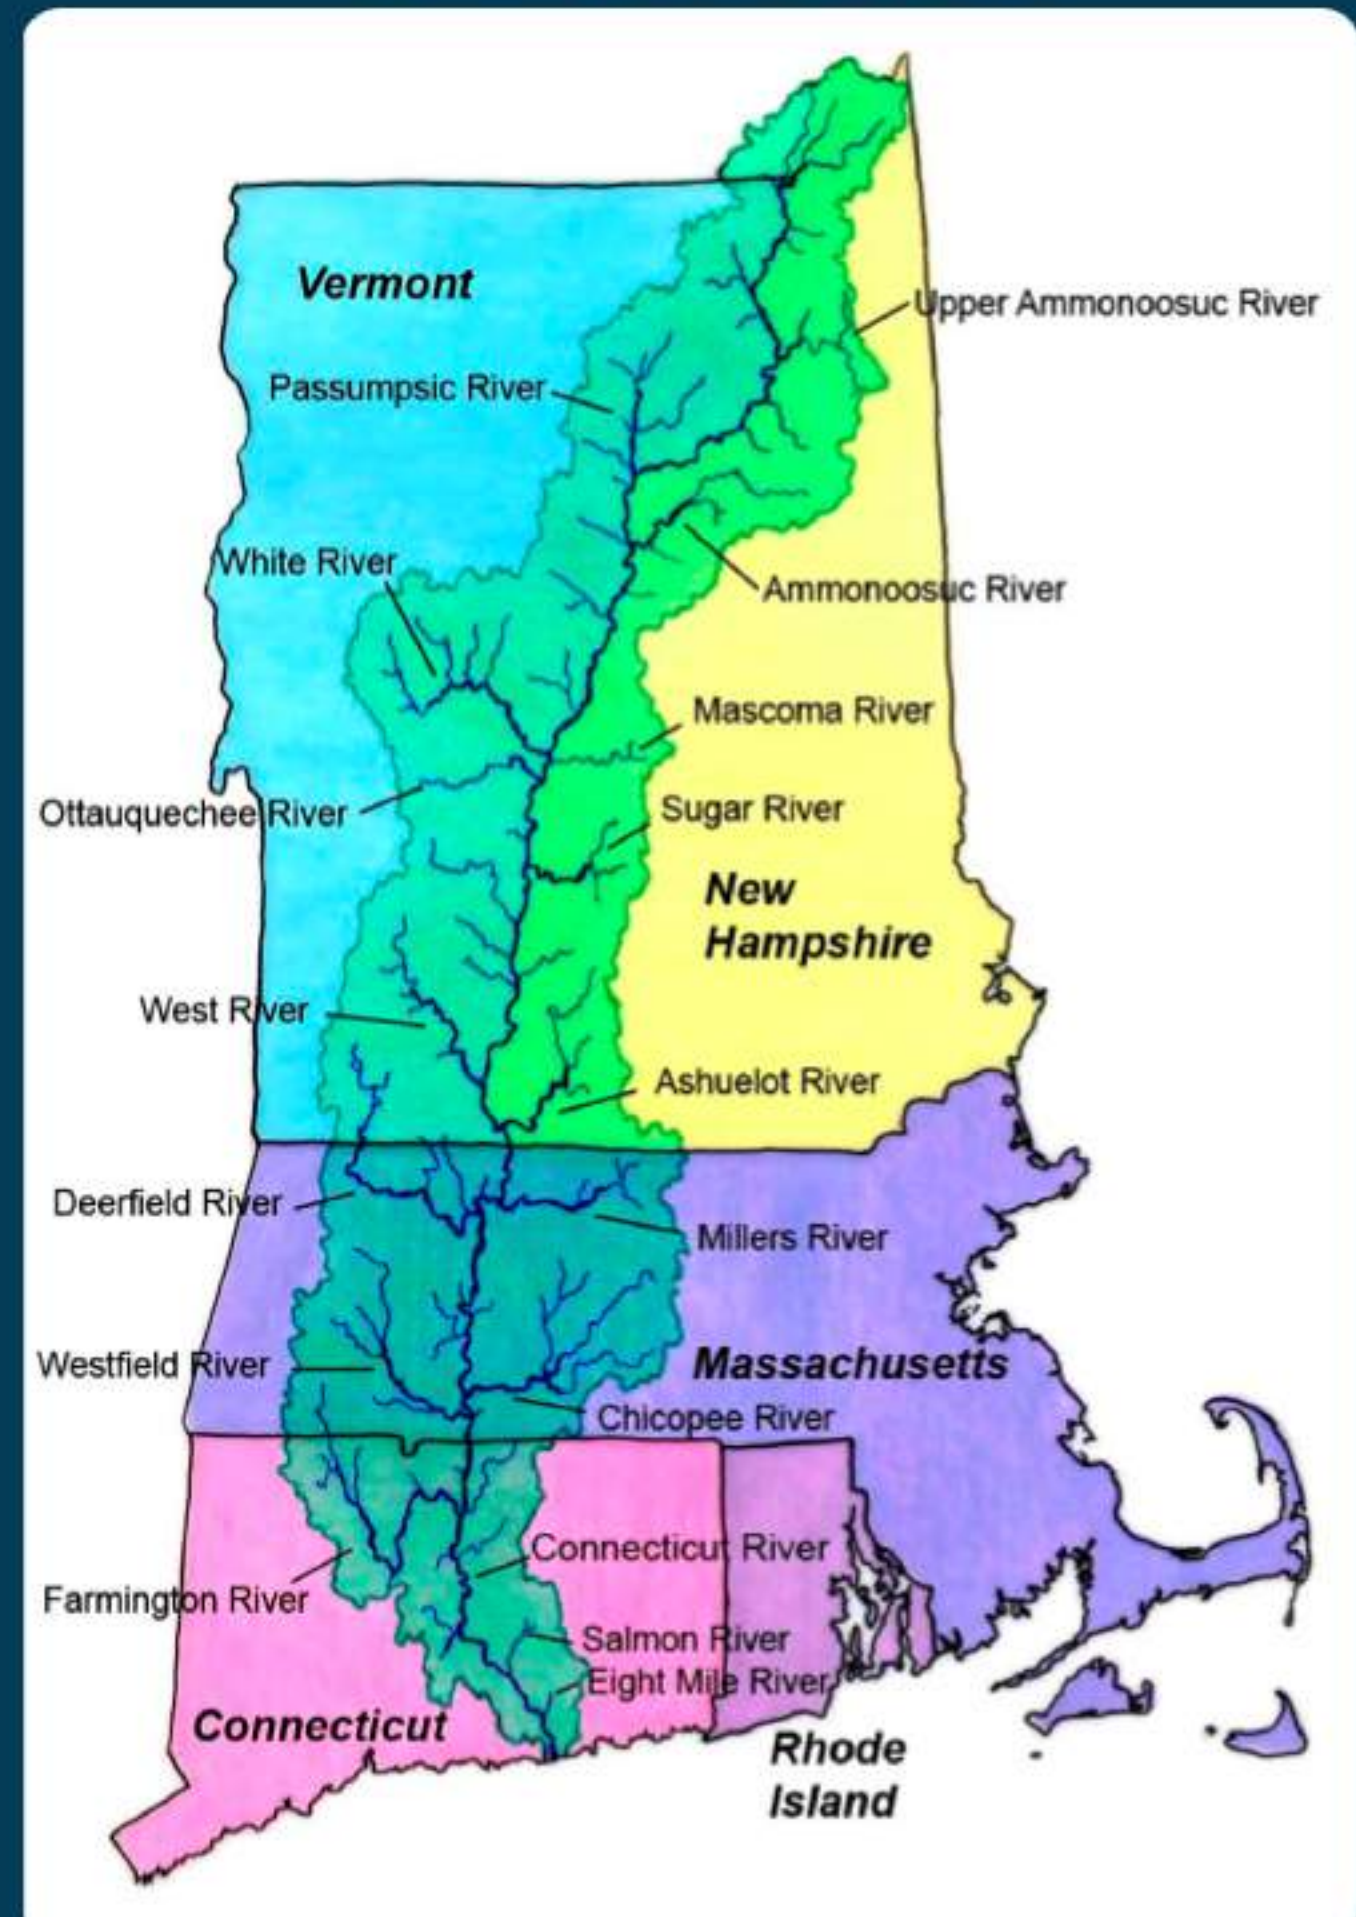 Vermont
Upper Ammonoosuc River
Passumpsic River
White River
Ammonoosuc River
Mascoma River
Ottauquechee River
Sugar River
New
Hampshire
West River
Ashuelot River
Deerfield River
Millers River
Westfield River
Massachusetts
Chicopee River
Connecticut River
Farmington River
Salmon River
Eight Mile River
Connecticut
Rhode
Island